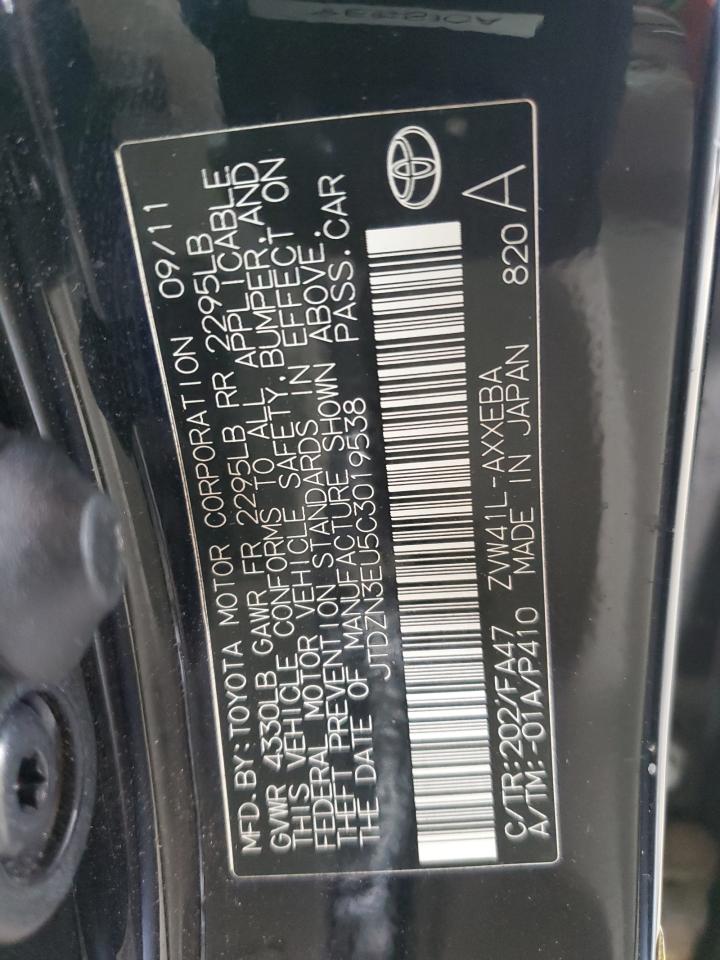 MFD. BY: TOYOTA MOTOR CORPORATION 09/11
GVWR 4330LB GAWR FR 2295LB RR 2295LB
THIS VEHICLE CONFORMS TO ALL APPLICABLE
FEDERAL MOTOR VEHICLE SAFETY, BUMPER, AND
THEFT PREVENTION STANDARDS IN EFFECT ON
THE DATE OF MANUFACTURE SHOWN ABOVE.
JTDZN3EU5C3019538 PASS. CAR
C/TR: 202/FA47 ZVW41L-AXXEBA
A/TM: -01A/P410 MADE IN JAPAN 820 A